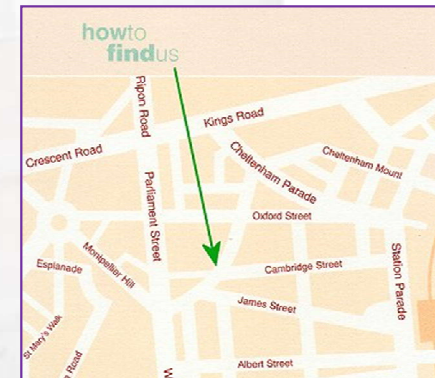 howto
findus
Ripon Road
Kings Road
Crescent Road
Cheltenham Parade
Cheltenham Mount
Parliament Street
Oxford Street
Montpellier Hill
Esplanade
Cambridge Street
Station Parade
James Street
St Mary's Walk
Road
Albert Street
W